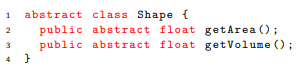 1 abstract class Shape {
2 public abstract float getArea();
3 public abstract float getVolume();
4 }